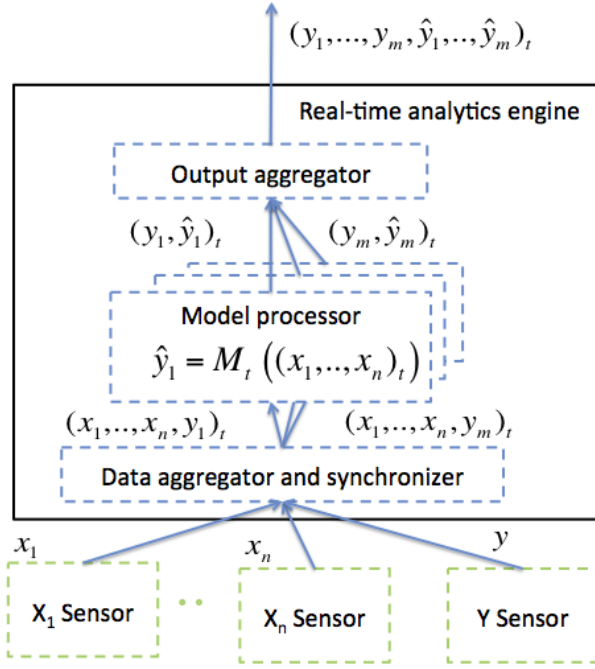 (y₁,...,yₘ,ŷ₁,..,ŷₘ)ₜ
Real-time analytics engine
Output aggregator
(y₁,ŷ₁)ₜ (yₘ,ŷₘ)ₜ
Model processor
ŷ₁ = Mₜ ((x₁,..,xₙ)ₜ)
(x₁,..,xₙ,y₁)ₜ (x₁,..,xₙ,yₘ)ₜ
Data aggregator and synchronizer
x₁ xₙ y
X₁ Sensor .. Xₙ Sensor Y Sensor